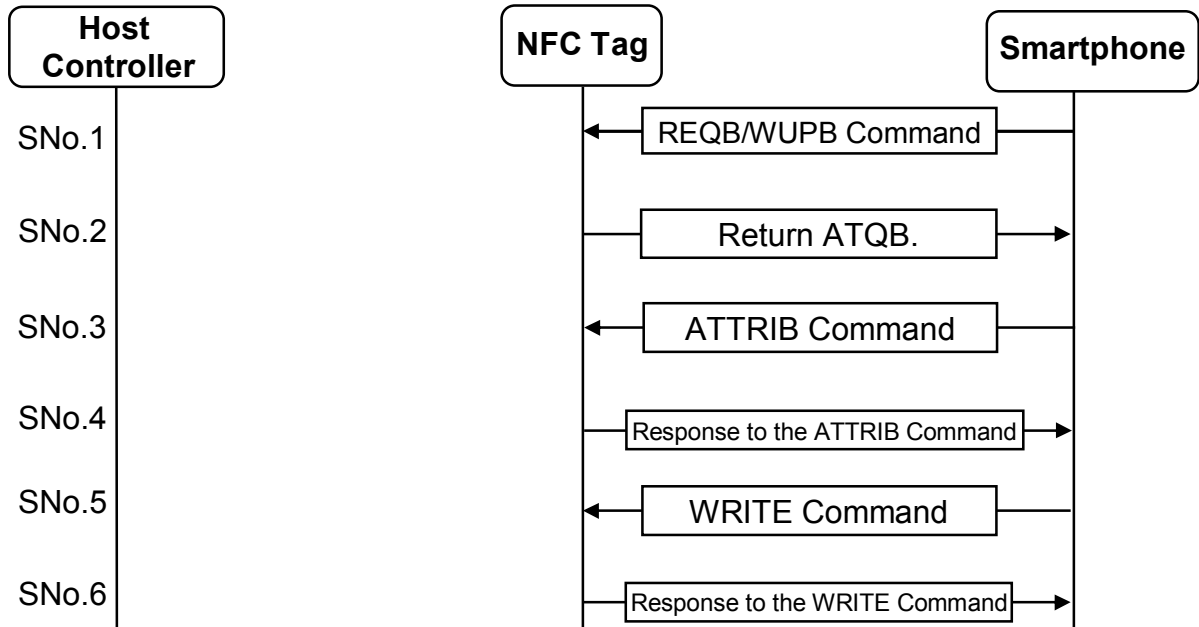 Host
Controller
NFC Tag
Smartphone
SNo.1
REQB/WUPB Command
SNo.2
Return ATQB.
SNo.3
ATTRIB Command
SNo.4
Response to the ATTRIB Command
SNo.5
WRITE Command
SNo.6
Response to the WRITE Command